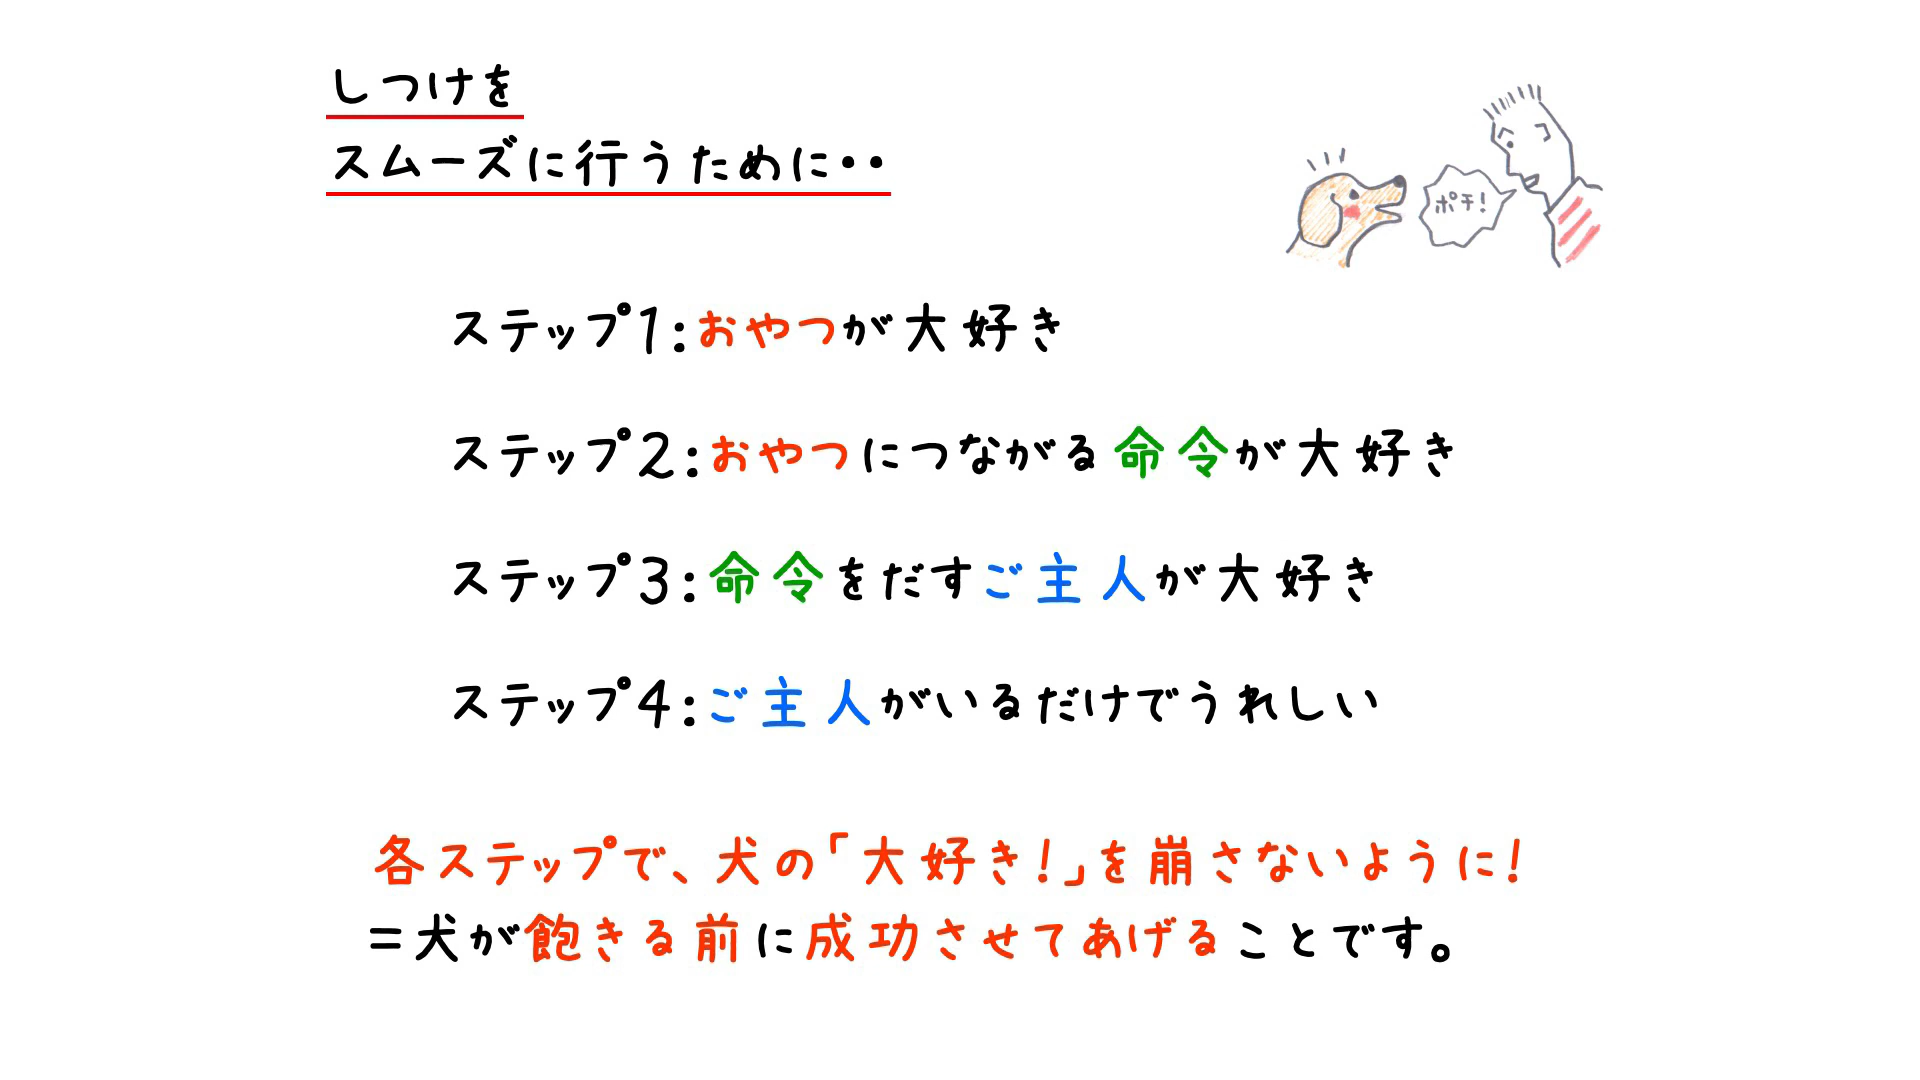 しつけを
スムーズに行うために・・
ポチ!
ステップ1:おやつが大好き
ステップ2:おやつにつながる命令が大好き
ステップ3:命令をだすご主人が大好き
ステップ4:ご主人がいるだけでうれしい
各ステップで、犬の「大好き!」を崩さないように!
=犬が飽きる前に成功させてあげることです。